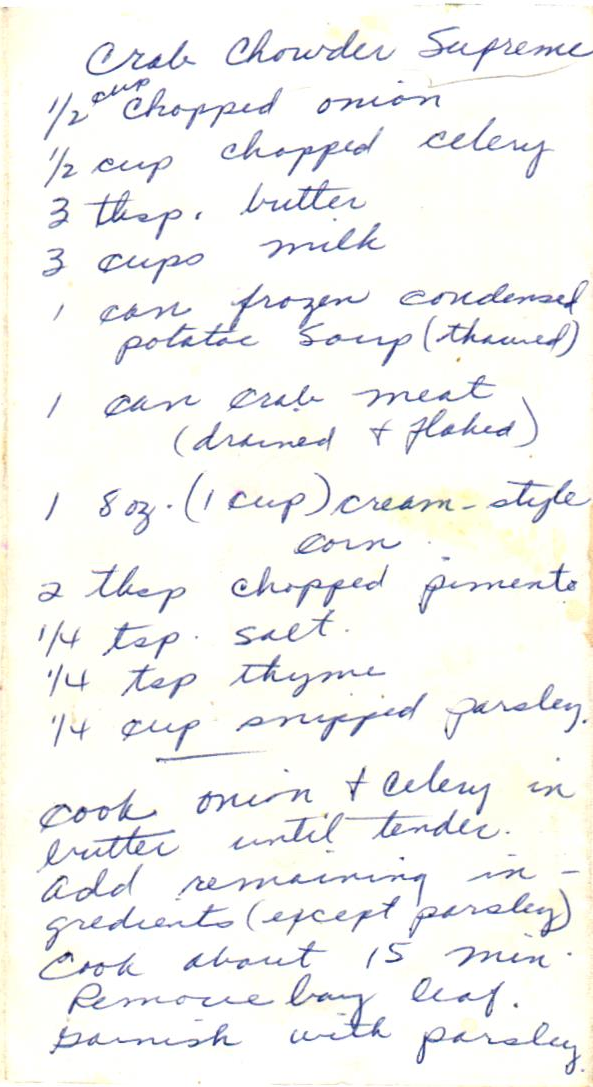 Crab Chowder Supreme
1/2 cup chopped onion
1/2 cup chopped celery
3 tbsp. butter
3 cups milk
1 can frozen condensed
potatoe soup (thawed)
1 can crab meat
(drained & flaked)
1 8 oz. (1 cup) cream-style
corn
2 tbsp chopped pimento
1/4 tsp. salt.
1/4 tsp thyme
1/4 cup snipped parsley.
Cook onion & celery in
butter until tender.
Add remaining in-
gredients (except parsley)
Cook about 15 min.
Remove bay leaf.
Garnish with parsley.